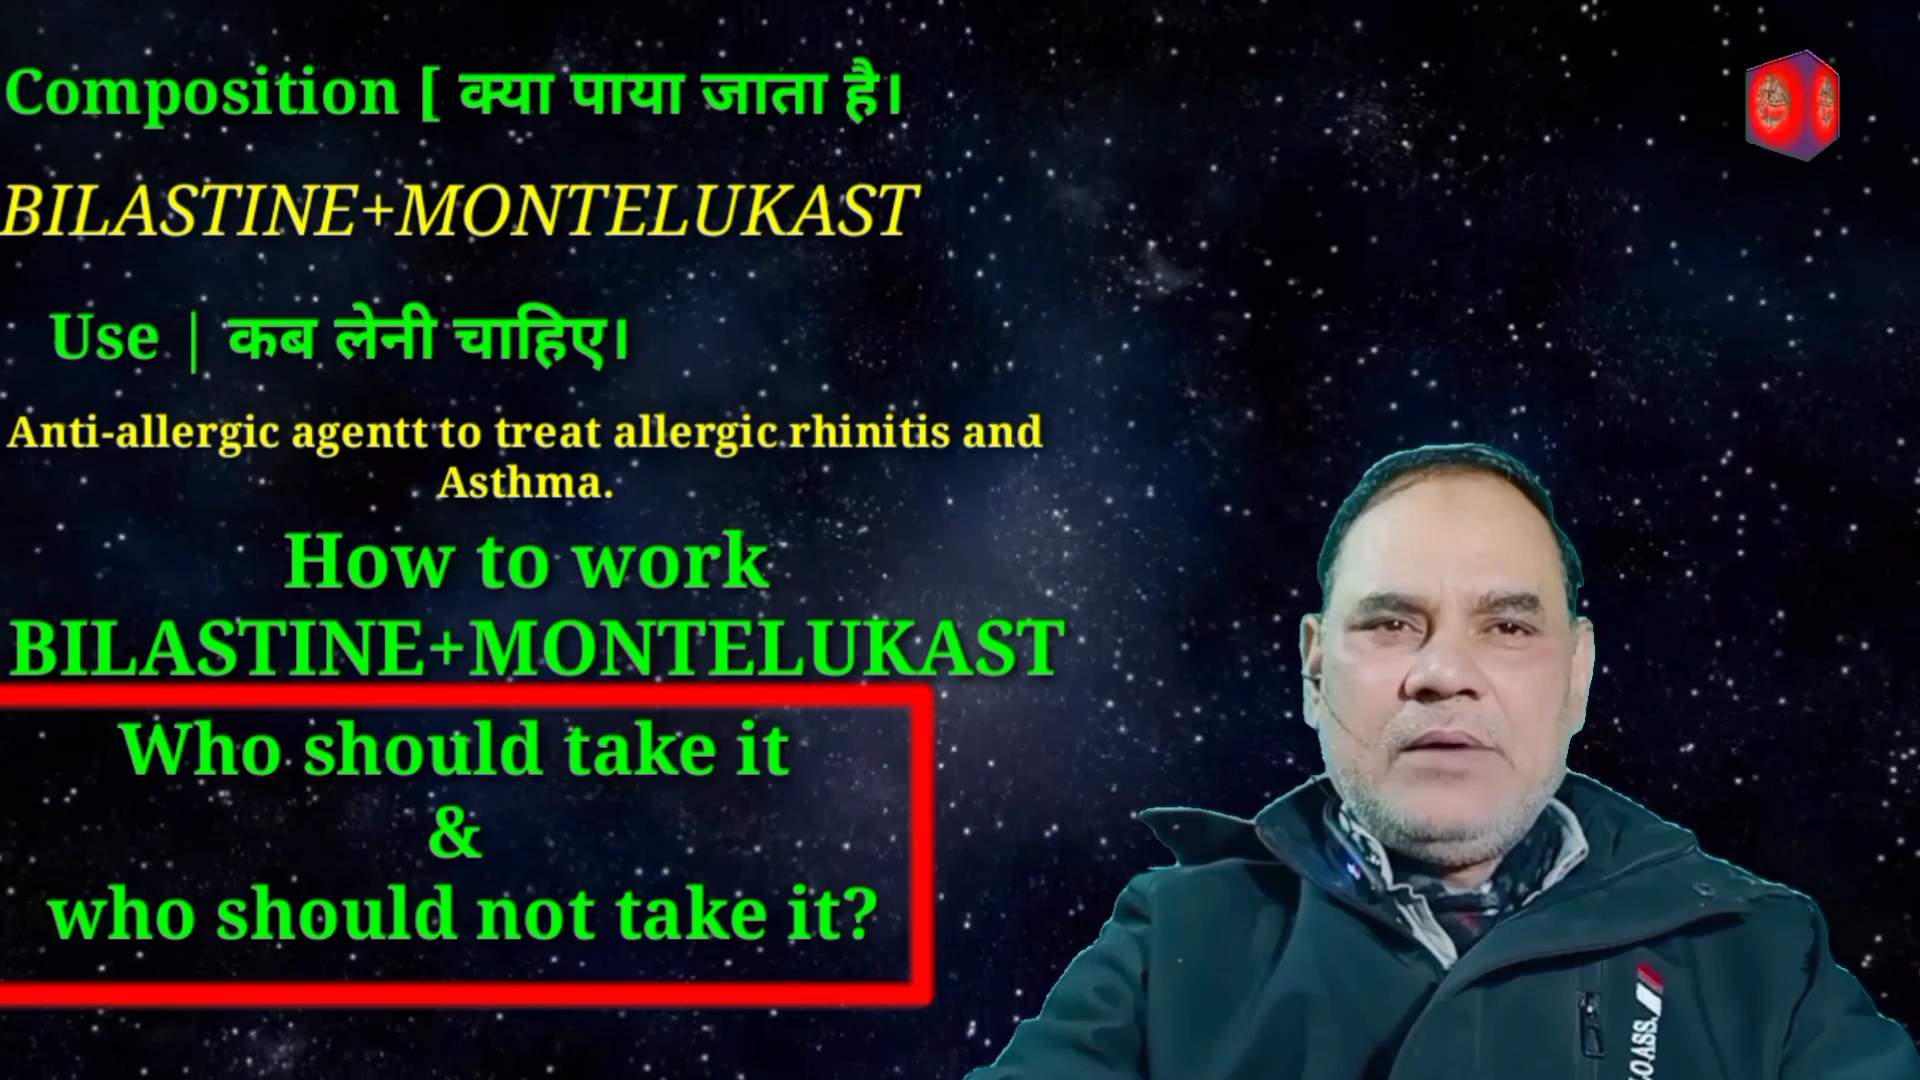 Composition [ क्या पाया जाता है।
BILASTINE+MONTELUKAST
Use | कब लेनी चाहिए।
Anti-allergic agentt to treat allergic rhinitis and
Asthma.
How to work
BILASTINE+MONTELUKAST
Who should take it
&
who should not take it?